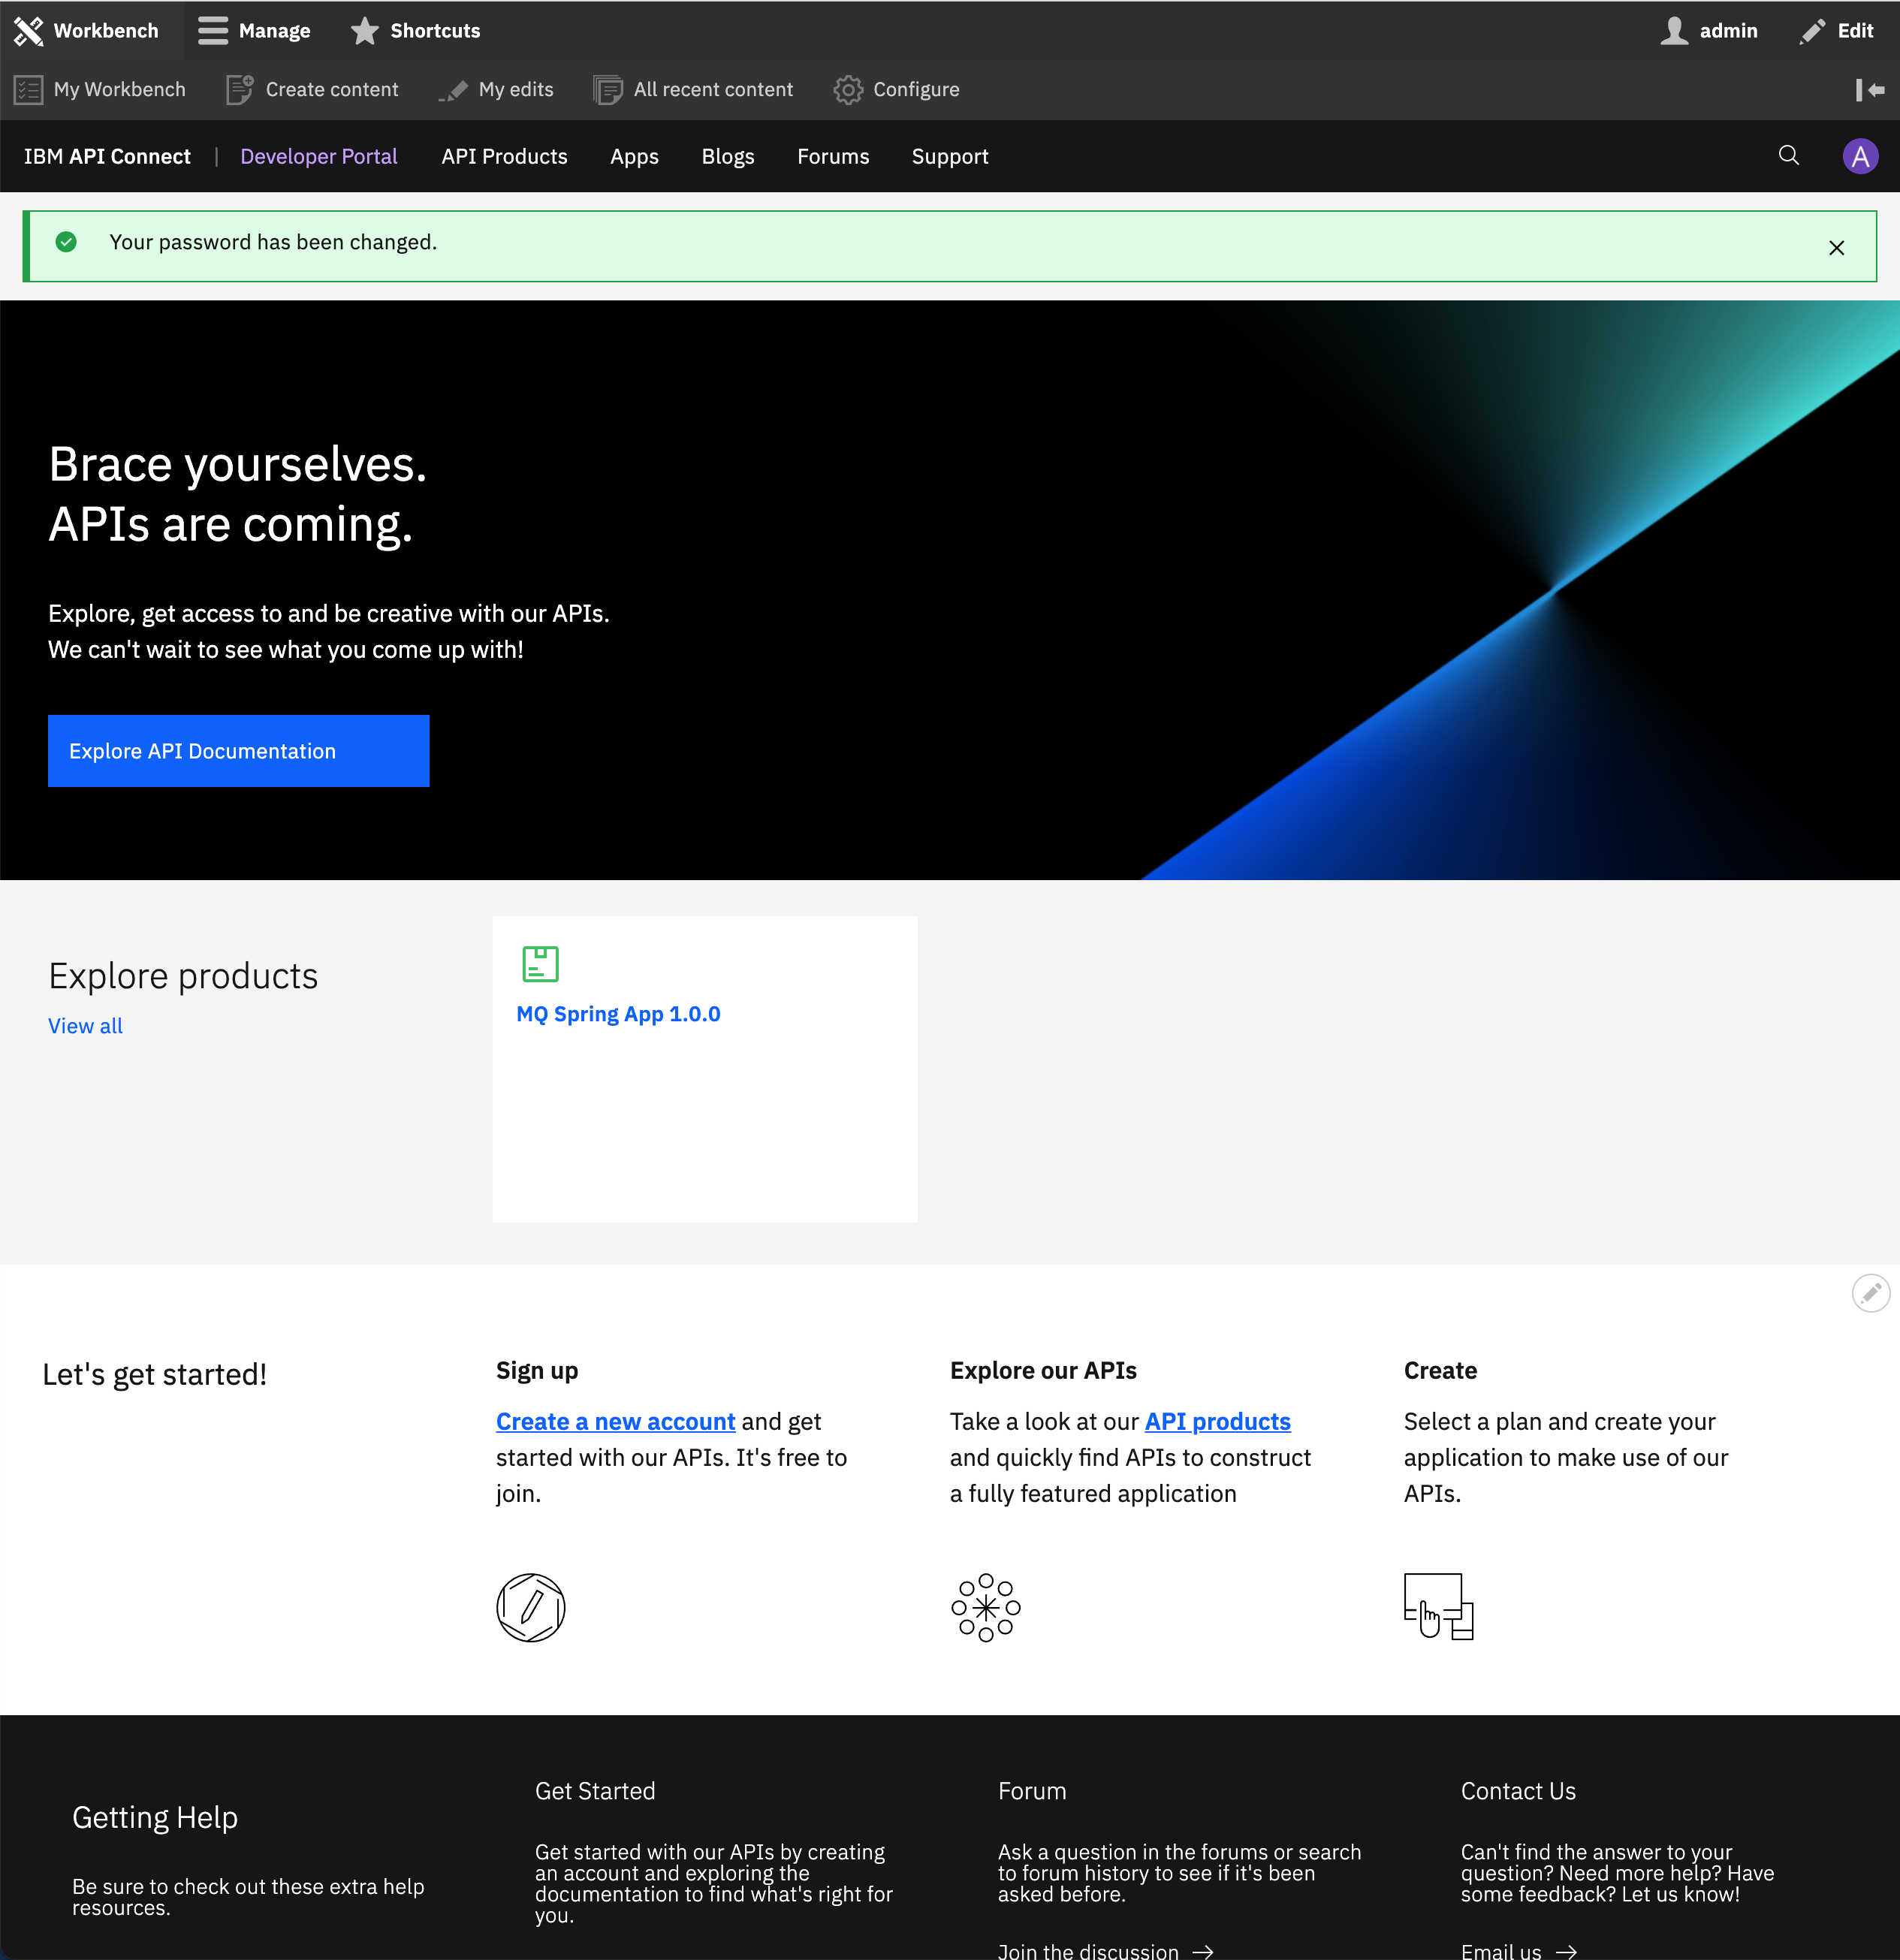 Workbench Manage Shortcuts admin Edit
My Workbench Create content My edits All recent content Configure
IBM API Connect | Developer Portal API Products Apps Blogs Forums Support A
Your password has been changed.
Brace yourselves.
APIs are coming.
Explore, get access to and be creative with our APIs.
We can't wait to see what you come up with!
Explore API Documentation
Explore products
View all
MQ Spring App 1.0.0
Let's get started!
Sign up
Create a new account and get
started with our APIs. It's free to
join.
Explore our APIs
Take a look at our API products
and quickly find APIs to construct
a fully featured application
Create
Select a plan and create your
application to make use of our
APIs.
Getting Help
Be sure to check out these extra help
resources.
Get Started
Get started with our APIs by creating
an account and exploring the
documentation to find what's right for
you.
Forum
Ask a question in the forums or search
to forum history to see if it's been
asked before.
Join the discussion →
Contact Us
Can't find the answer to your
question? Need more help? Have
some feedback? Let us know!
Email us →